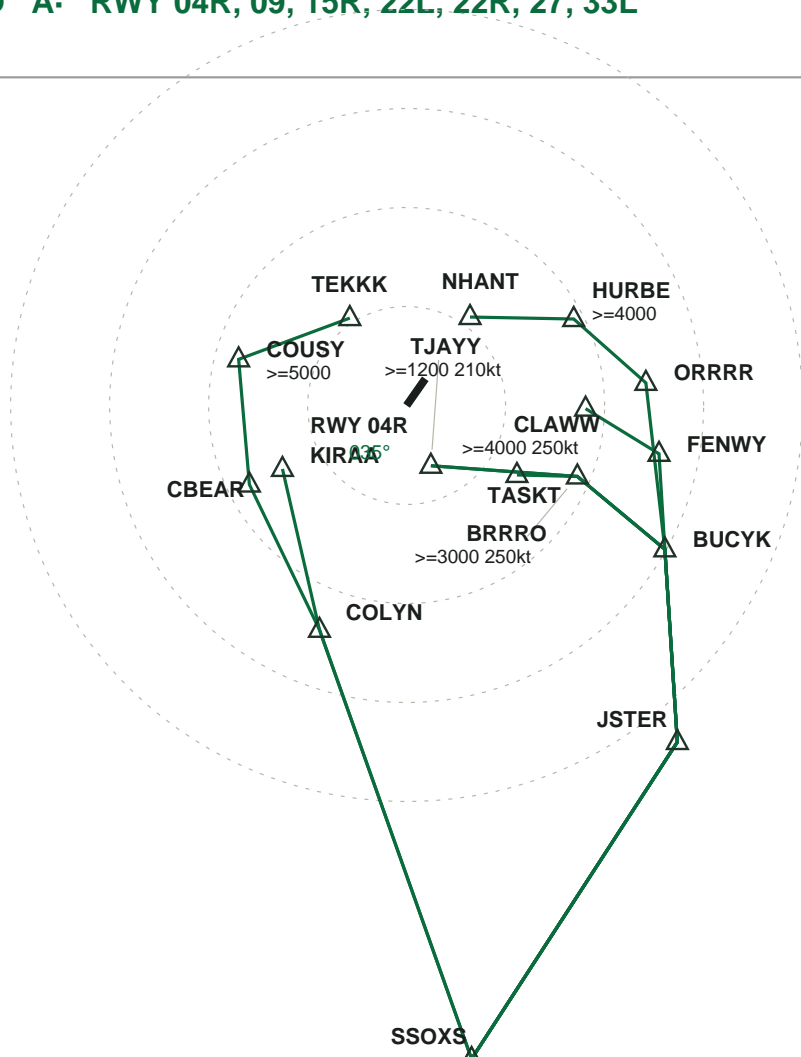 A: RWY 04R, 09, 15R, 22L, 22R, 27, 33L
TEKKK
NHANT
HURBE
>=4000
COUSY
>=5000
TJAYY
>=1200 210kt
ORRRR
RWY 04R
035°
KIRAA
CLAWW
>=4000 250kt
FENWY
CBEAR
TASKT
BRRRO
>=3000 250kt
BUCYK
COLYN
JSTER
SSOXS